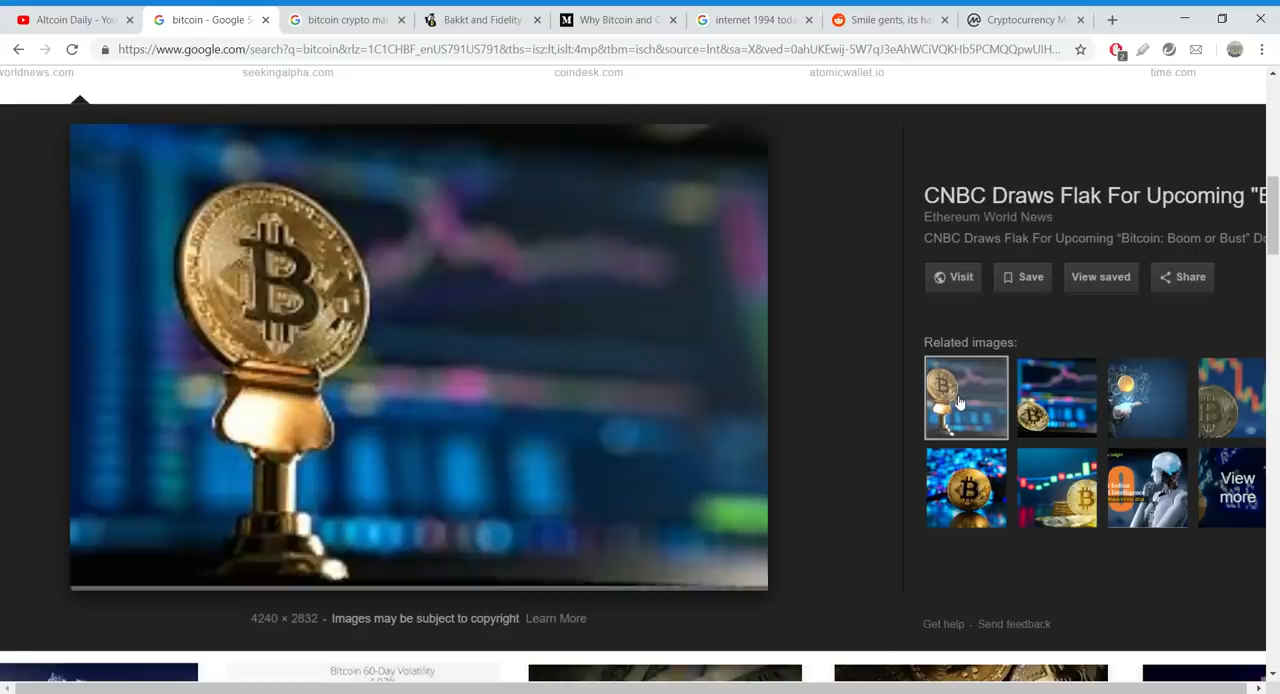 Altcoin Daily - You
bitcoin - Google S
bitcoin crypto mar
Bakkt and Fidelity
Why Bitcoin and C
internet 1994 toda
Smile gents, its ha
Cryptocurrency M
https://www.google.com/search?q=bitcoin&rlz=1C1CHBF_enUS791US791&tbs=isz:lt,islt:4mp&tbm=isch&source=lnt&sa=X&ved=0ahUKEwij-5W7qJ3eAhWCiVQKHb5PCMQQpwUIH...
2
worldnews.com
seekingalpha.com
coindesk.com
atomicwallet.io
time.com
CNBC Draws Flak For Upcoming "B
Ethereum World News
CNBC Draws Flak For Upcoming “Bitcoin: Boom or Bust” Do
Visit
Save
View saved
Share
Related images:
View more
4240 × 2832 - Images may be subject to copyright Learn More
Get help - Send feedback
Bitcoin 60-Day Volatility